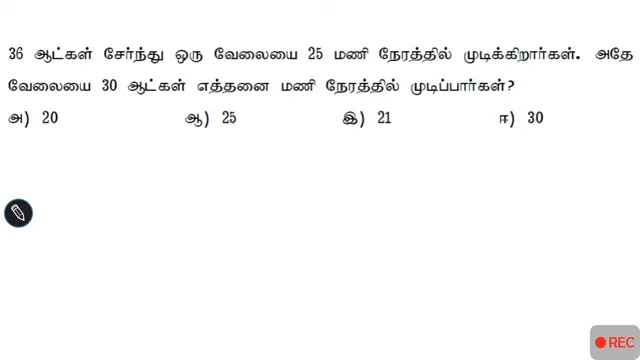 36 ஆட்கள் சேர்ந்து ஒரு வேலையை 25 மணி நேரத்தில் முடிக்கிறார்கள். அதே
வேலையை 30 ஆட்கள் எத்தனை மணி நேரத்தில் முடிப்பார்கள்?
அ) 20 ஆ) 25 இ) 21 ஈ) 30
REC